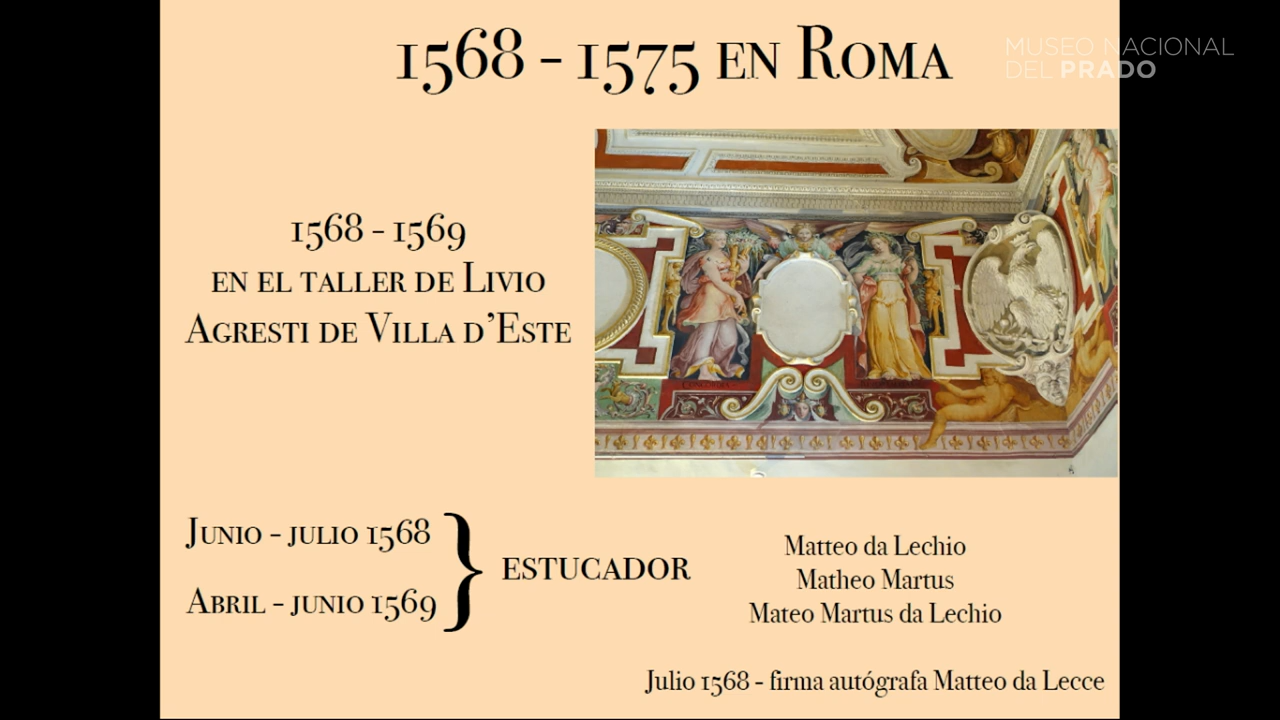 1568 - 1575 EN ROMA
MUSEO NACIONAL
DEL PRADO
1568 - 1569
EN EL TALLER DE LIVIO
AGRESTI DE VILLA D'ESTE
CONCORDIA
JUNIO - JULIO 1568
ABRIL - JUNIO 1569
ESTUCADOR
Matteo da Lechio
Matheo Martus
Mateo Martus da Lechio
Julio 1568 - firma autógrafa Matteo da Lecce